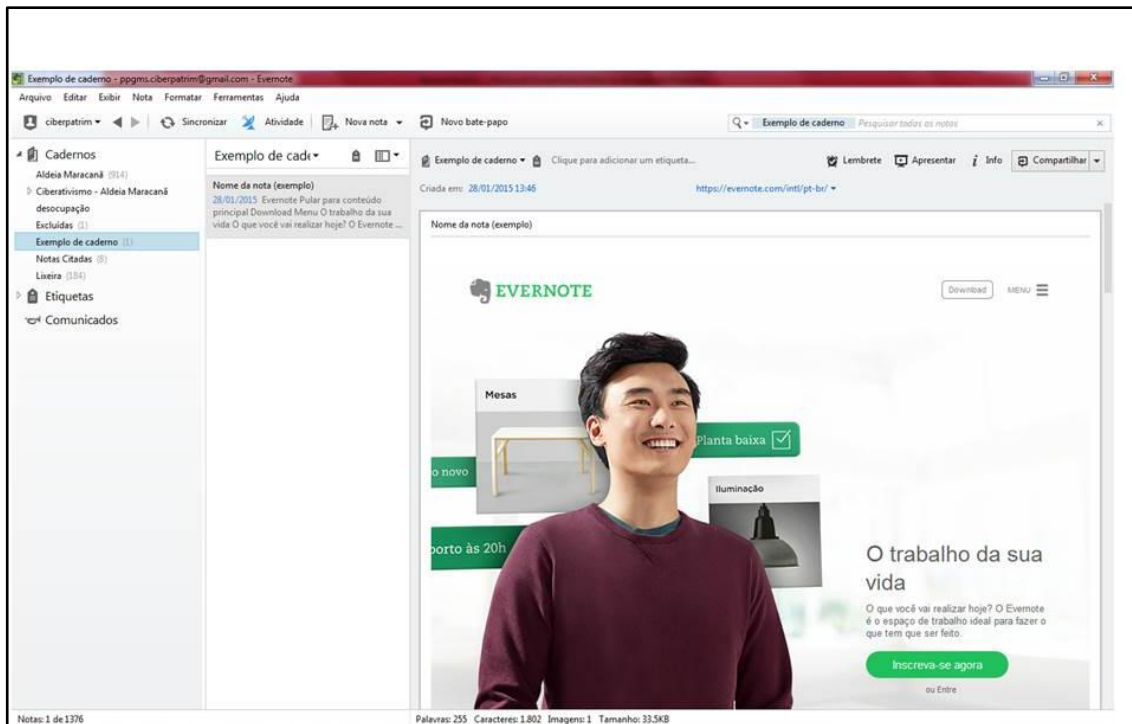 Exemplo de caderno - ppgms.ciberpatrim@gmail.com - Evernote
Arquivo Editar Exibir Nota Formatar Ferramentas Ajuda
ciberpatrim Sincronizar Atividade Nova nota Novo bate-papo Exemplo de caderno Pesquisar todas as notas
Cadernos
Aldeia Maracanã (914)
Ciberativismo - Aldeia Maracanã
desocupação
Excluídas (1)
Exemplo de caderno (1)
Notas Citadas (8)
Lixeira (184)
Etiquetas
Comunicados
Exemplo de cade
Nome da nota (exemplo)
28/01/2015 Evernote Pular para conteúdo
principal Download Menu O trabalho da sua
vida O que você vai realizar hoje? O Evernote ...
Exemplo de caderno Clique para adicionar um etiqueta... Lembrete Apresentar Info Compartilhar
Criada em: 28/01/2015 13:46 https://evernote.com/intl/pt-br/
Nome da nota (exemplo)
EVERNOTE Download MENU
Mesas
Planta baixa
o novo
Iluminação
porto às 20h
O trabalho da sua
vida
O que você vai realizar hoje? O Evernote
é o espaço de trabalho ideal para fazer o
que tem que ser feito.
Inscreva-se agora
ou Entre
Notas: 1 de 1376 Palavras: 255 Caracteres: 1.802 Imagens: 1 Tamanho: 33.5KB